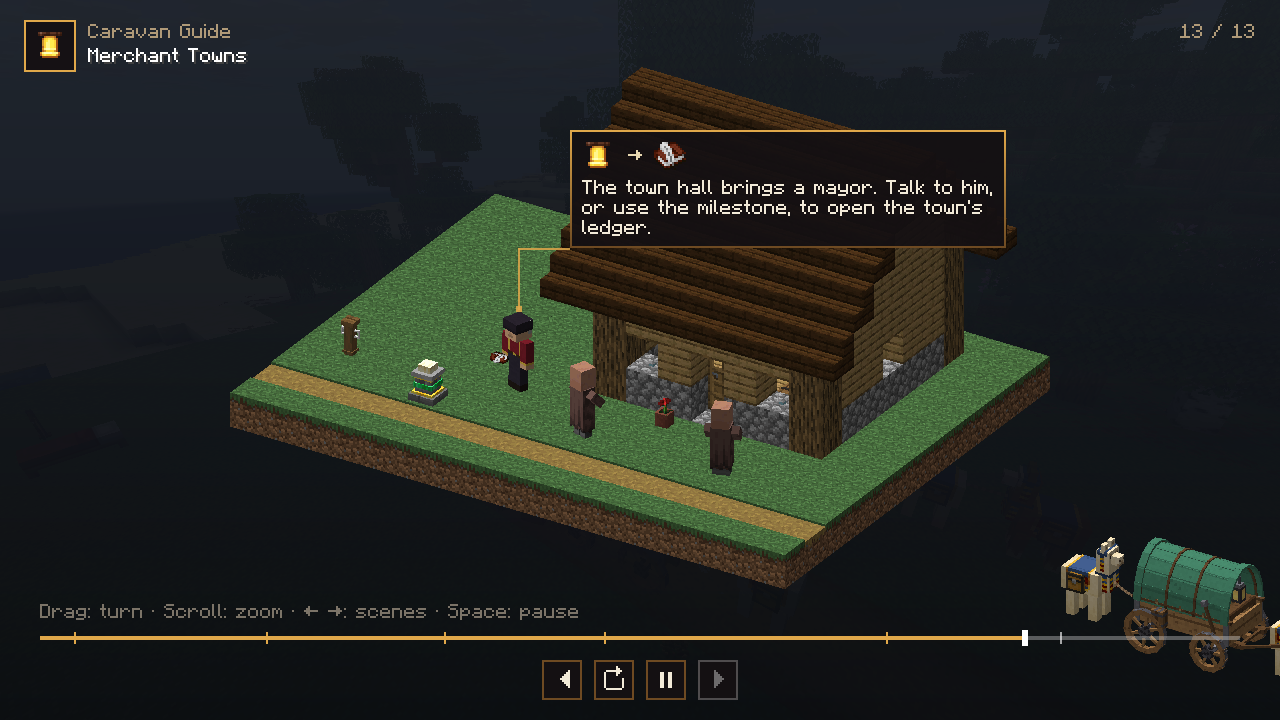 Caravan Guide
Merchant Towns
13 / 13
The town hall brings a mayor. Talk to him,
or use the milestone, to open the town's
ledger.
Drag: turn · Scroll: zoom · ← →: scenes · Space: pause